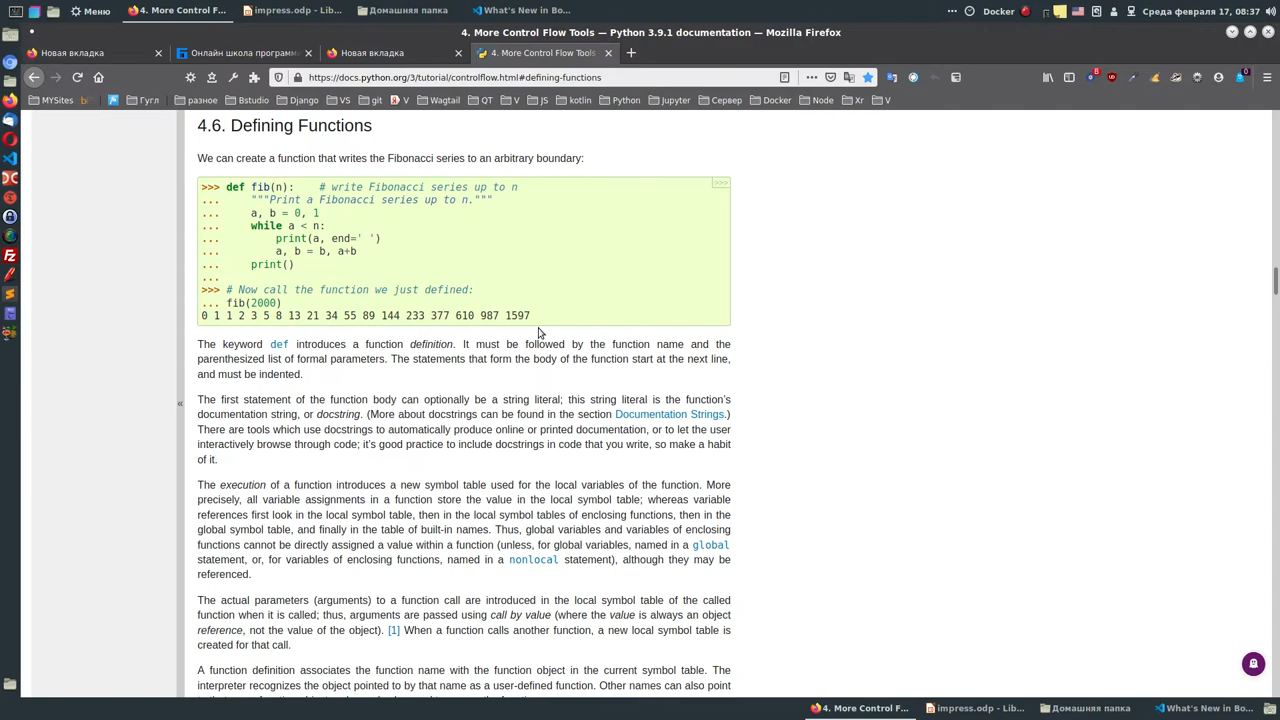 Меню
4. More Control F...
impress.odp - Lib...
Домашняя папка
What's New in Bo...
Docker
Среда февраля 17, 08:37
4. More Control Flow Tools — Python 3.9.1 documentation — Mozilla Firefox
Новая вкладка
Онлайн школа программ
Новая вкладка
4. More Control Flow Tools
https://docs.python.org/3/tutorial/controlflow.html#defining-functions
MYSites
Гугл
разное
Bstudio
Django
VS
git
V
Wagtail
QT
V
JS
kotlin
Python
Jupyter
Сервер
Docker
Node
Xr
V
4.6. Defining Functions
We can create a function that writes the Fibonacci series to an arbitrary boundary:
>>>
>>> def fib(n):    # write Fibonacci series up to n
...     """Print a Fibonacci series up to n."""
...     a, b = 0, 1
...     while a < n:
...         print(a, end=' ')
...         a, b = b, a+b
...     print()
...
>>> # Now call the function we just defined:
... fib(2000)
0 1 1 2 3 5 8 13 21 34 55 89 144 233 377 610 987 1597
The keyword def introduces a function definition. It must be followed by the function name and the
parenthesized list of formal parameters. The statements that form the body of the function start at the next line,
and must be indented.
The first statement of the function body can optionally be a string literal; this string literal is the function's
documentation string, or docstring. (More about docstrings can be found in the section Documentation Strings.)
There are tools which use docstrings to automatically produce online or printed documentation, or to let the user
interactively browse through code; it's good practice to include docstrings in code that you write, so make a habit
of it.
«
The execution of a function introduces a new symbol table used for the local variables of the function. More
precisely, all variable assignments in a function store the value in the local symbol table; whereas variable
references first look in the local symbol table, then in the local symbol tables of enclosing functions, then in the
global symbol table, and finally in the table of built-in names. Thus, global variables and variables of enclosing
functions cannot be directly assigned a value within a function (unless, for global variables, named in a global
statement, or, for variables of enclosing functions, named in a nonlocal statement), although they may be
referenced.
The actual parameters (arguments) to a function call are introduced in the local symbol table of the called
function when it is called; thus, arguments are passed using call by value (where the value is always an object
reference, not the value of the object). [1] When a function calls another function, a new local symbol table is
created for that call.
A function definition associates the function name with the function object in the current symbol table. The
interpreter recognizes the object pointed to by that name as a user-defined function. Other names can also point
4. More Control F...
impress.odp - Lib...
Домашняя папка
What's New in Bo...